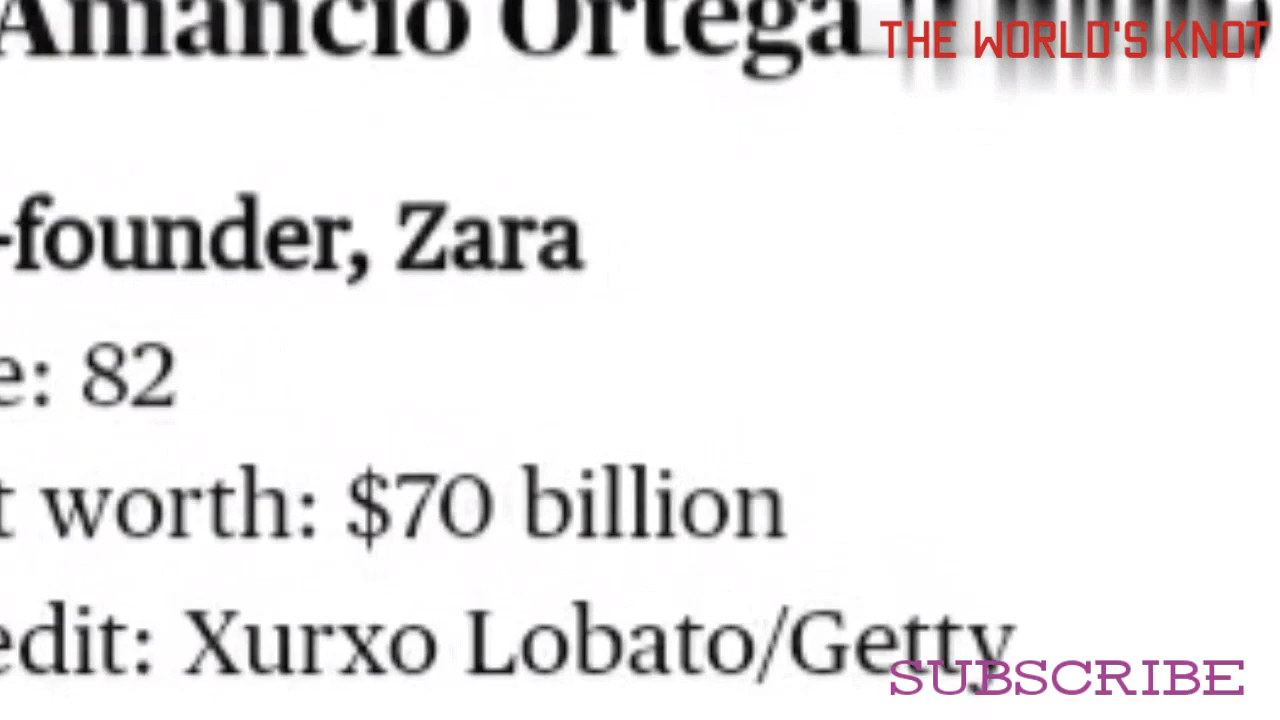 Amancio Ortega
THE WORLD'S KNOT
-founder, Zara
e: 82
t worth: $70 billion
edit: Xurxo Lobato/Getty
SUBSCRIBE